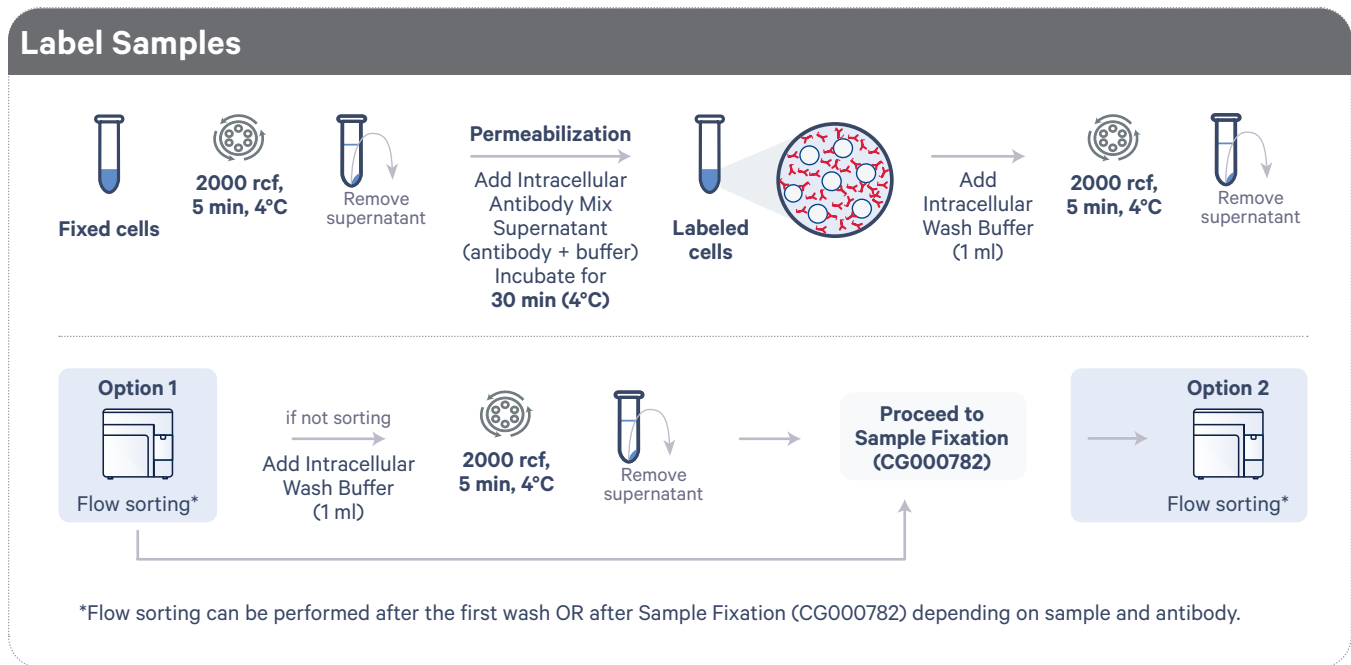 Label Samples
Fixed cells
2000 rcf,
5 min, 4°C
Remove
supernatant
Permeabilization
Add Intracellular
Antibody Mix
Supernatant
(antibody + buffer)
Incubate for
30 min (4°C)
Labeled
cells
Add
Intracellular
Wash Buffer
(1 ml)
2000 rcf,
5 min, 4°C
Remove
supernatant
Option 1
Flow sorting*
if not sorting
Add Intracellular
Wash Buffer
(1 ml)
2000 rcf,
5 min, 4°C
Remove
supernatant
Proceed to
Sample Fixation
(CG000782)
Option 2
Flow sorting*
*Flow sorting can be performed after the first wash OR after Sample Fixation (CG000782) depending on sample and antibody.